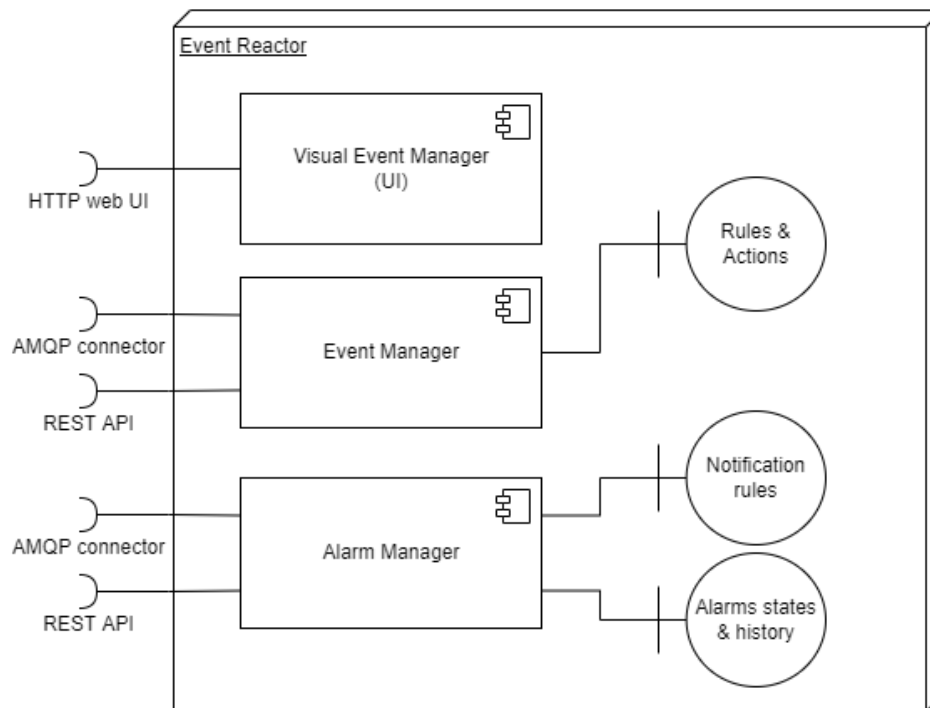 Event Reactor
Visual Event Manager
(UI)
HTTP web UI
Rules &
Actions
AMQP connector
Event Manager
REST API
Notification
rules
AMQP connector
Alarm Manager
REST API
Alarms states
& history